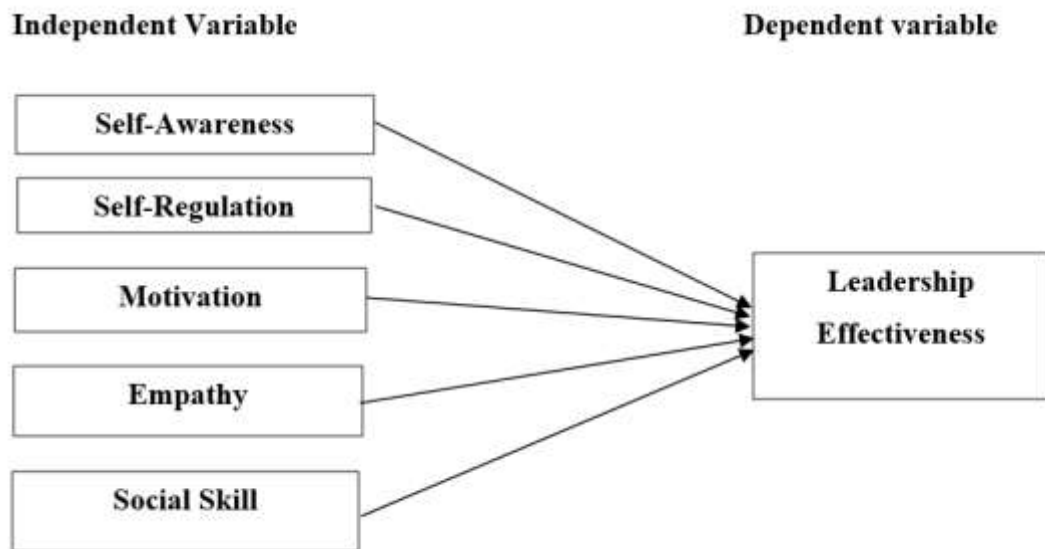 Independent Variable
Dependent variable
Self-Awareness
Self-Regulation
Motivation
Empathy
Social Skill
Leadership
Effectiveness